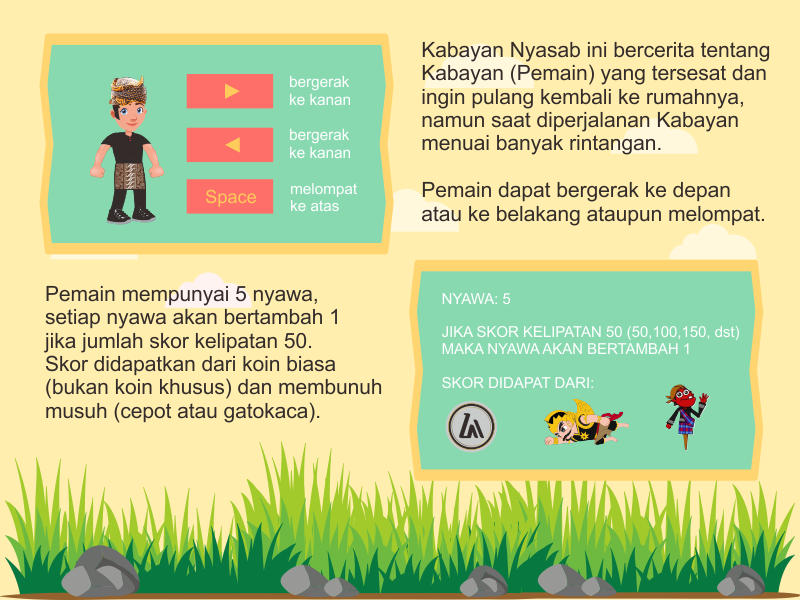 bergerak
ke kanan
bergerak
ke kanan
Space
melompat
ke atas
Kabayan Nyasab ini bercerita tentang
Kabayan (Pemain) yang tersesat dan
ingin pulang kembali ke rumahnya,
namun saat diperjalanan Kabayan
menuai banyak rintangan.
Pemain dapat bergerak ke depan
atau ke belakang ataupun melompat.
Pemain mempunyai 5 nyawa,
setiap nyawa akan bertambah 1
jika jumlah skor kelipatan 50.
Skor didapatkan dari koin biasa
(bukan koin khusus) dan membunuh
musuh (cepot atau gatokaca).
NYAWA: 5
JIKA SKOR KELIPATAN 50 (50,100,150, dst)
MAKA NYAWA AKAN BERTAMBAH 1
SKOR DIDAPAT DARI: